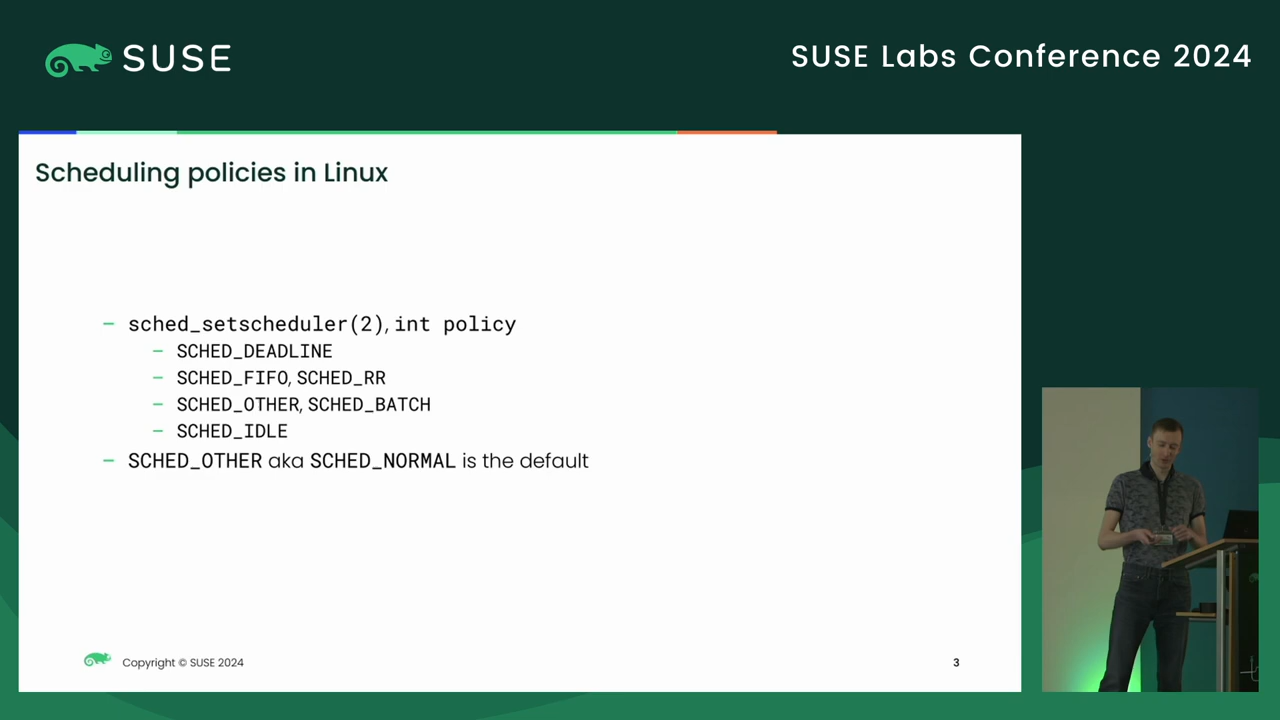 SUSE
SUSE Labs Conference 2024
Scheduling policies in Linux
– sched_setscheduler(2), int policy
– SCHED_DEADLINE
– SCHED_FIFO, SCHED_RR
– SCHED_OTHER, SCHED_BATCH
– SCHED_IDLE
– SCHED_OTHER aka SCHED_NORMAL is the default
Copyright © SUSE 2024
3